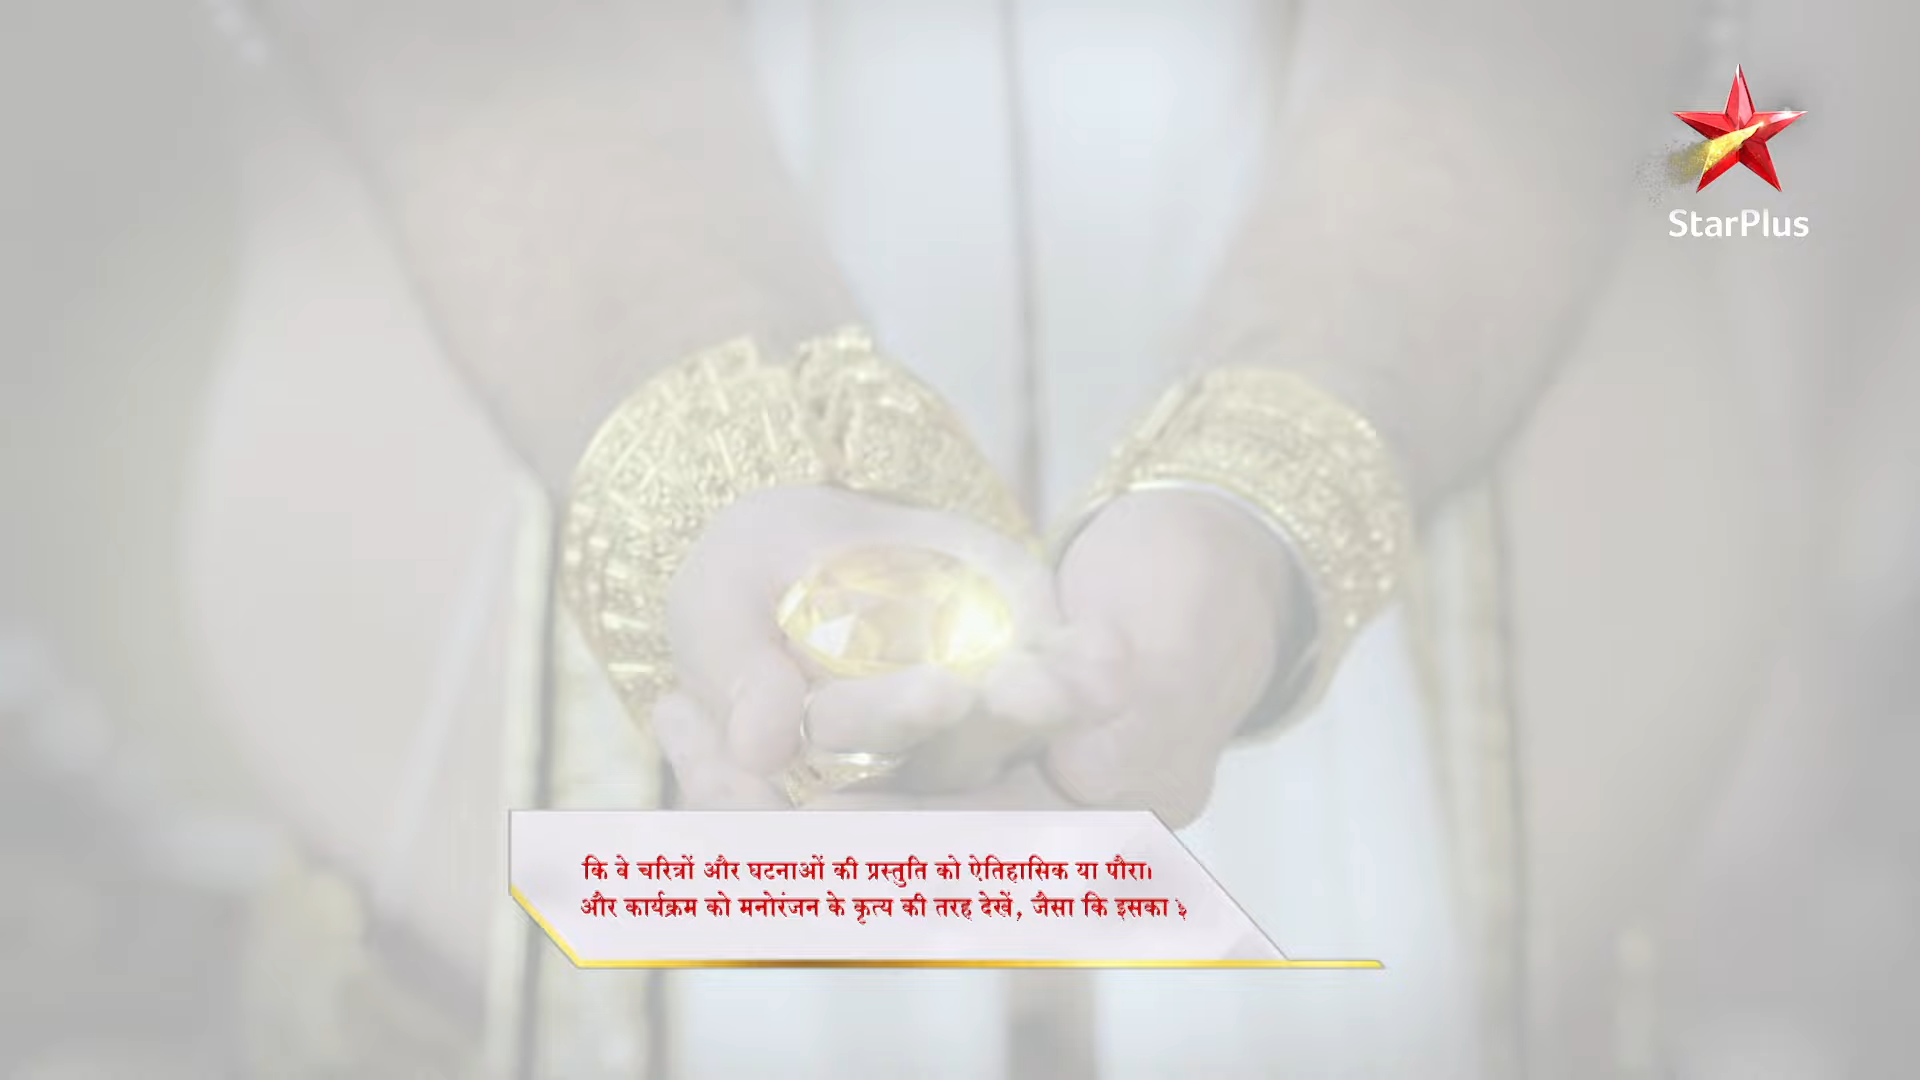 StarPlus
कि वे चरित्रों और घटनाओं की प्रस्तुति को ऐतिहासिक या
और कार्यक्रम को मनोरंजन के कृत्य की तरह देखें, जैसा कि इसका